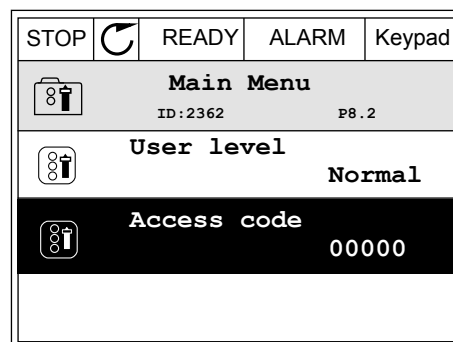 STOP READY ALARM Keypad
Main Menu
ID:2362 P8.2
User level
Normal
Access code
00000